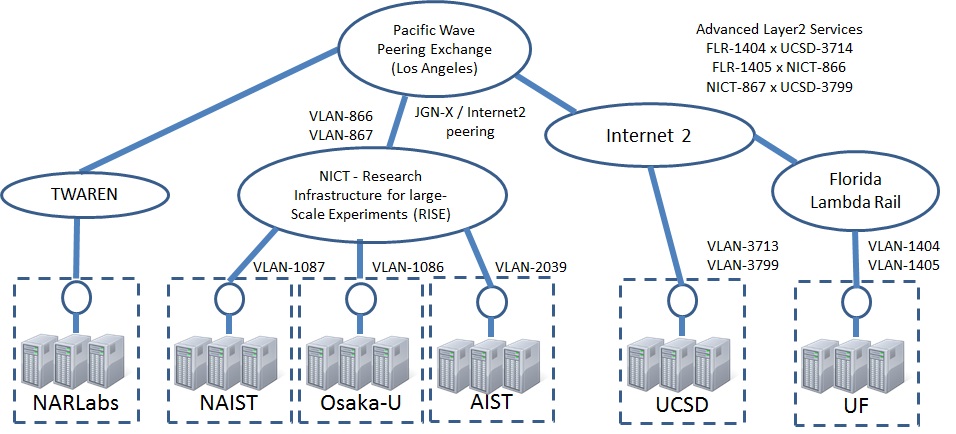 Pacific Wave
Peering Exchange
(Los Angeles)
Advanced Layer2 Services
FLR-1404 x UCSD-3714
FLR-1405 x NICT-866
NICT-867 x UCSD-3799
VLAN-866
VLAN-867
JGN-X / Internet2
peering
Internet 2
TWAREN
NICT - Research
Infrastructure for large-
Scale Experiments (RISE)
Florida
Lambda Rail
VLAN-1087
VLAN-1086
VLAN-2039
VLAN-3713
VLAN-3799
VLAN-1404
VLAN-1405
NARLabs
NAIST
Osaka-U
AIST
UCSD
UF